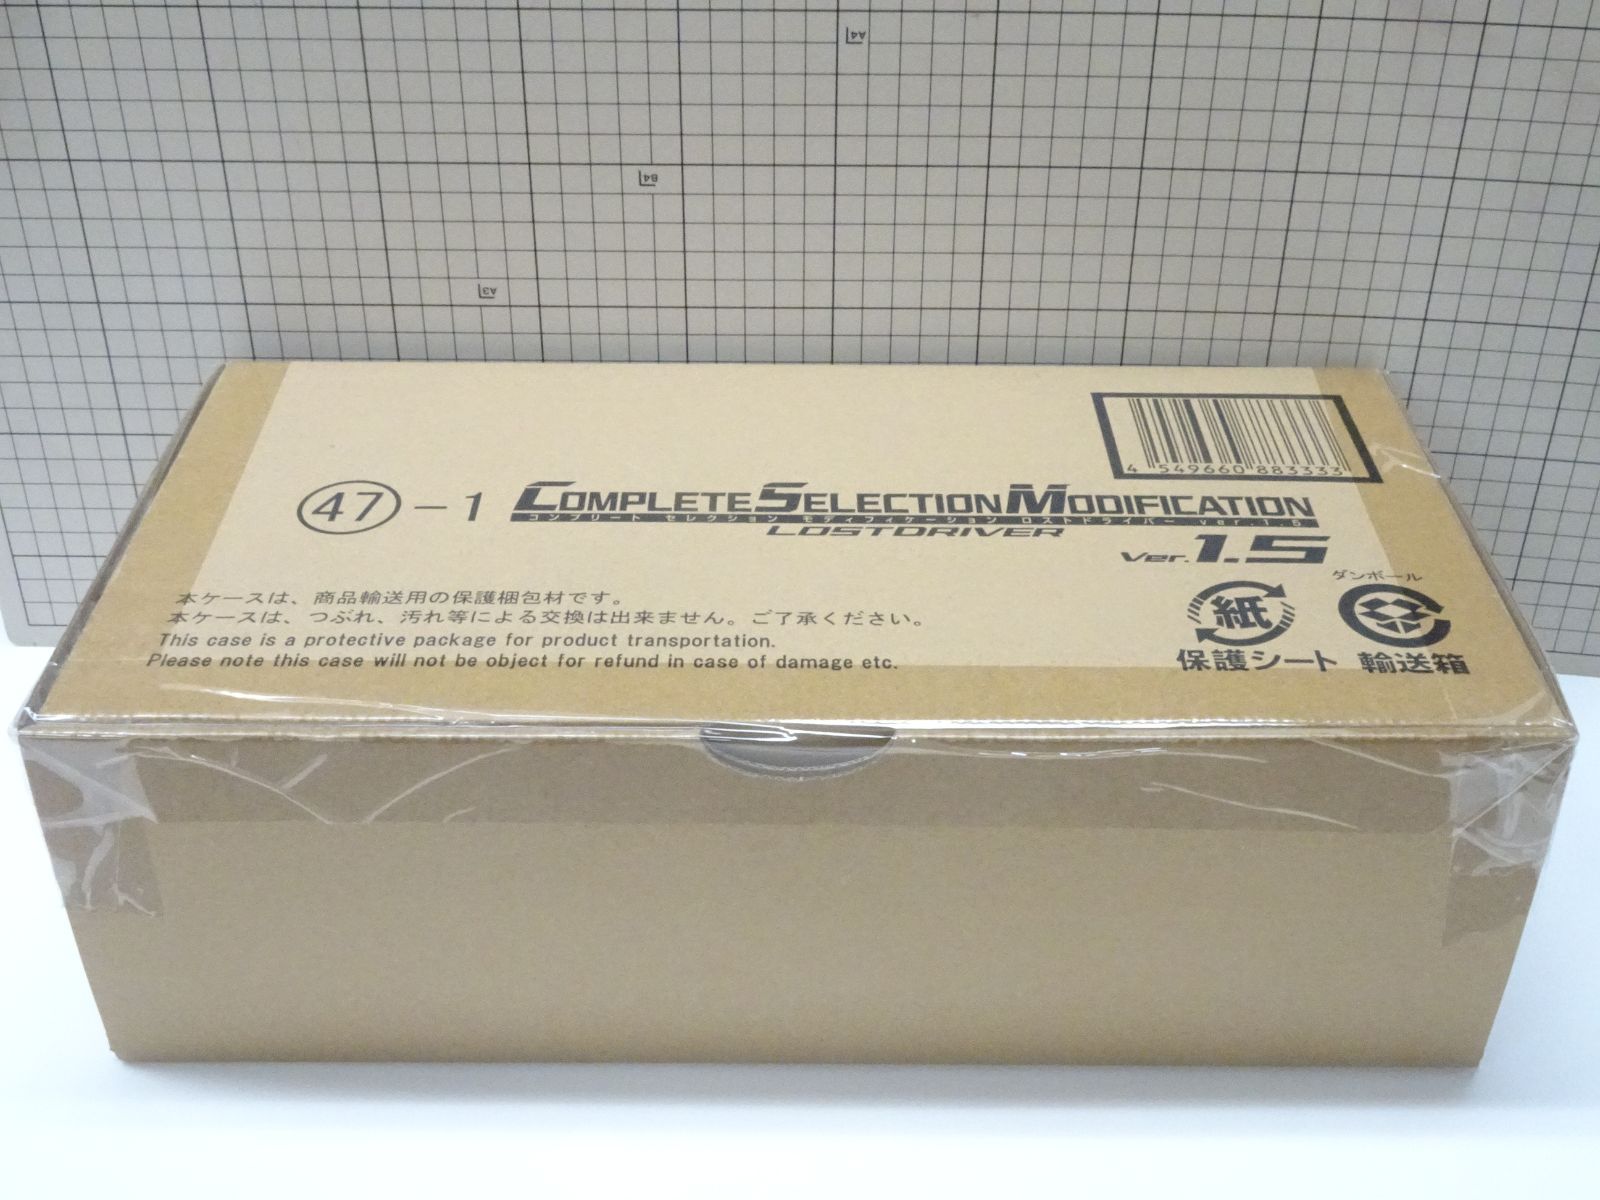 A4
B4
A3
4 549660 883333
47-1 COMPLETE SELECTION MODIFICATION
コンプリート セレクション モディフィケーション ロストドライバー ver.1.5
LOSTDRIVER
Ver.1.5
本ケースは、商品輸送用の保護梱包材です。
本ケースは、つぶれ、汚れ等による交換は出来ません。ご了承ください。
This case is a protective package for product transportation.
Please note this case will not be object for refund in case of damage etc.
紙
保護シート
ダンボール
輸送箱